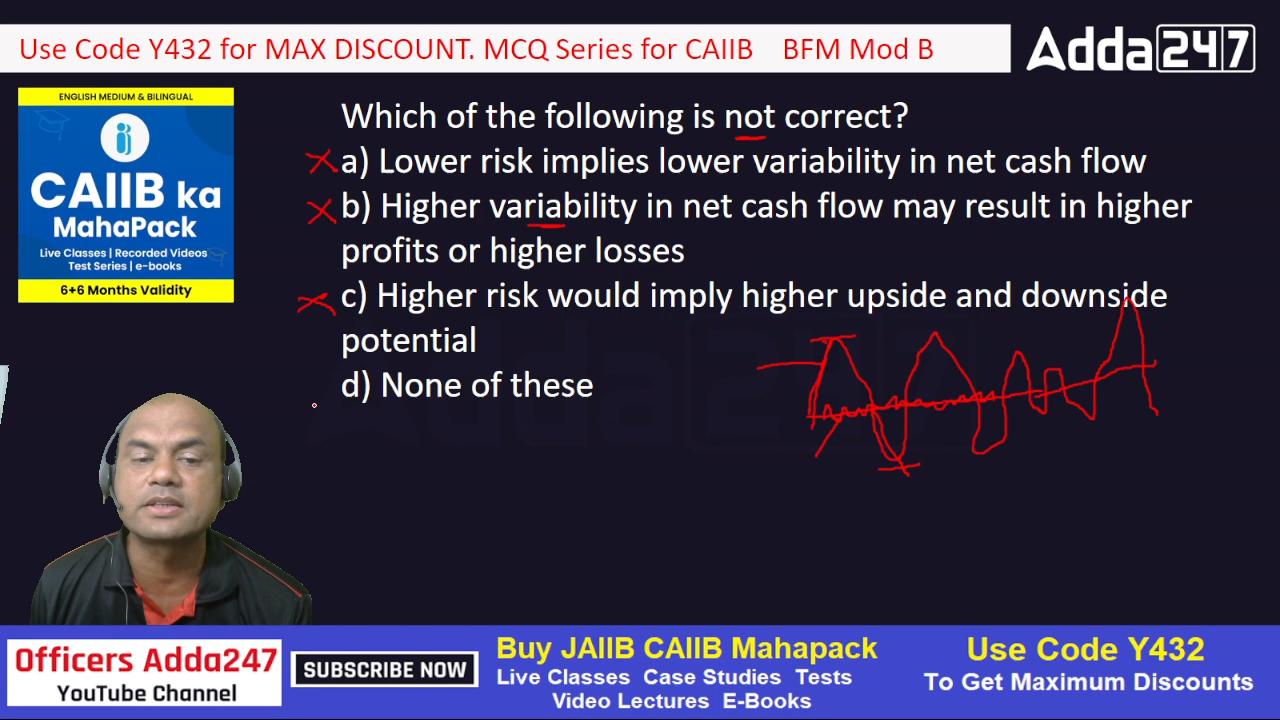 Use Code Y432 for MAX DISCOUNT. MCQ Series for CAIIB BFM Mod B
Adda247
ENGLISH MEDIUM & BILINGUAL
CAIIB ka
MahaPack
Live Classes | Recorded Videos
Test Series | e-books
6+6 Months Validity
Which of the following is not correct?
a) Lower risk implies lower variability in net cash flow
b) Higher variability in net cash flow may result in higher
profits or higher losses
c) Higher risk would imply higher upside and downside
potential
d) None of these
Adda247
Officers Adda247
YouTube Channel
SUBSCRIBE NOW
Buy JAIIB CAIIB Mahapack
Live Classes Case Studies Tests
Video Lectures E-Books
Use Code Y432
To Get Maximum Discounts